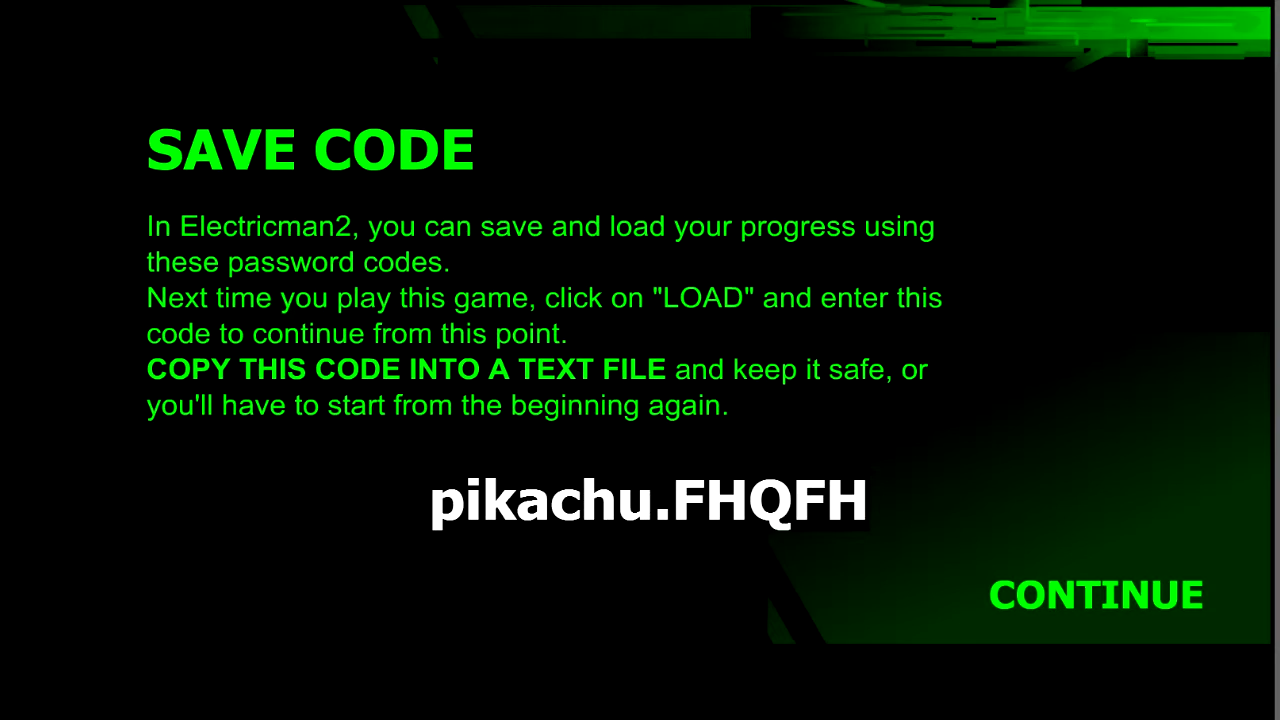 SAVE CODE
In Electricman2, you can save and load your progress using
these password codes.
Next time you play this game, click on "LOAD" and enter this
code to continue from this point.
COPY THIS CODE INTO A TEXT FILE and keep it safe, or
you'll have to start from the beginning again.
pikachu.FHQFH
CONTINUE